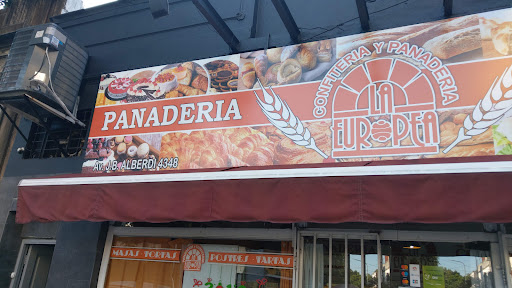 PANADERIA
CONFITERIA Y PANADERIA
LA
EUROPEA
Av. J.B. ALBERDI 4348
MASAS TORTAS
POSTRES TARTAS